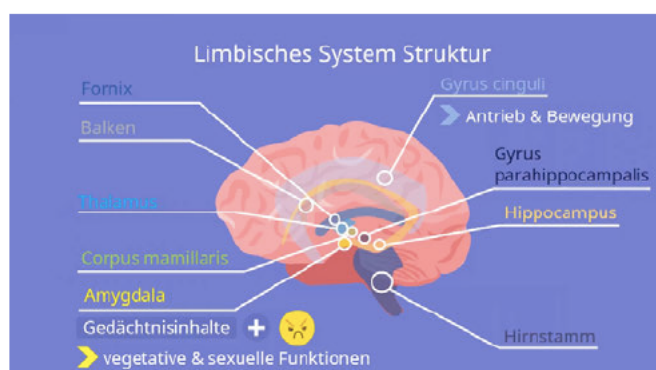 Limbisches System Struktur
Fornix
Gyrus cinguli
Antrieb & Bewegung
Balken
Gyrus
parahippocampalis
Thalamus
Hippocampus
Corpus mamillaris
Amygdala
Gedächtnisinhalte +
vegetative & sexuelle Funktionen
Hirnstamm